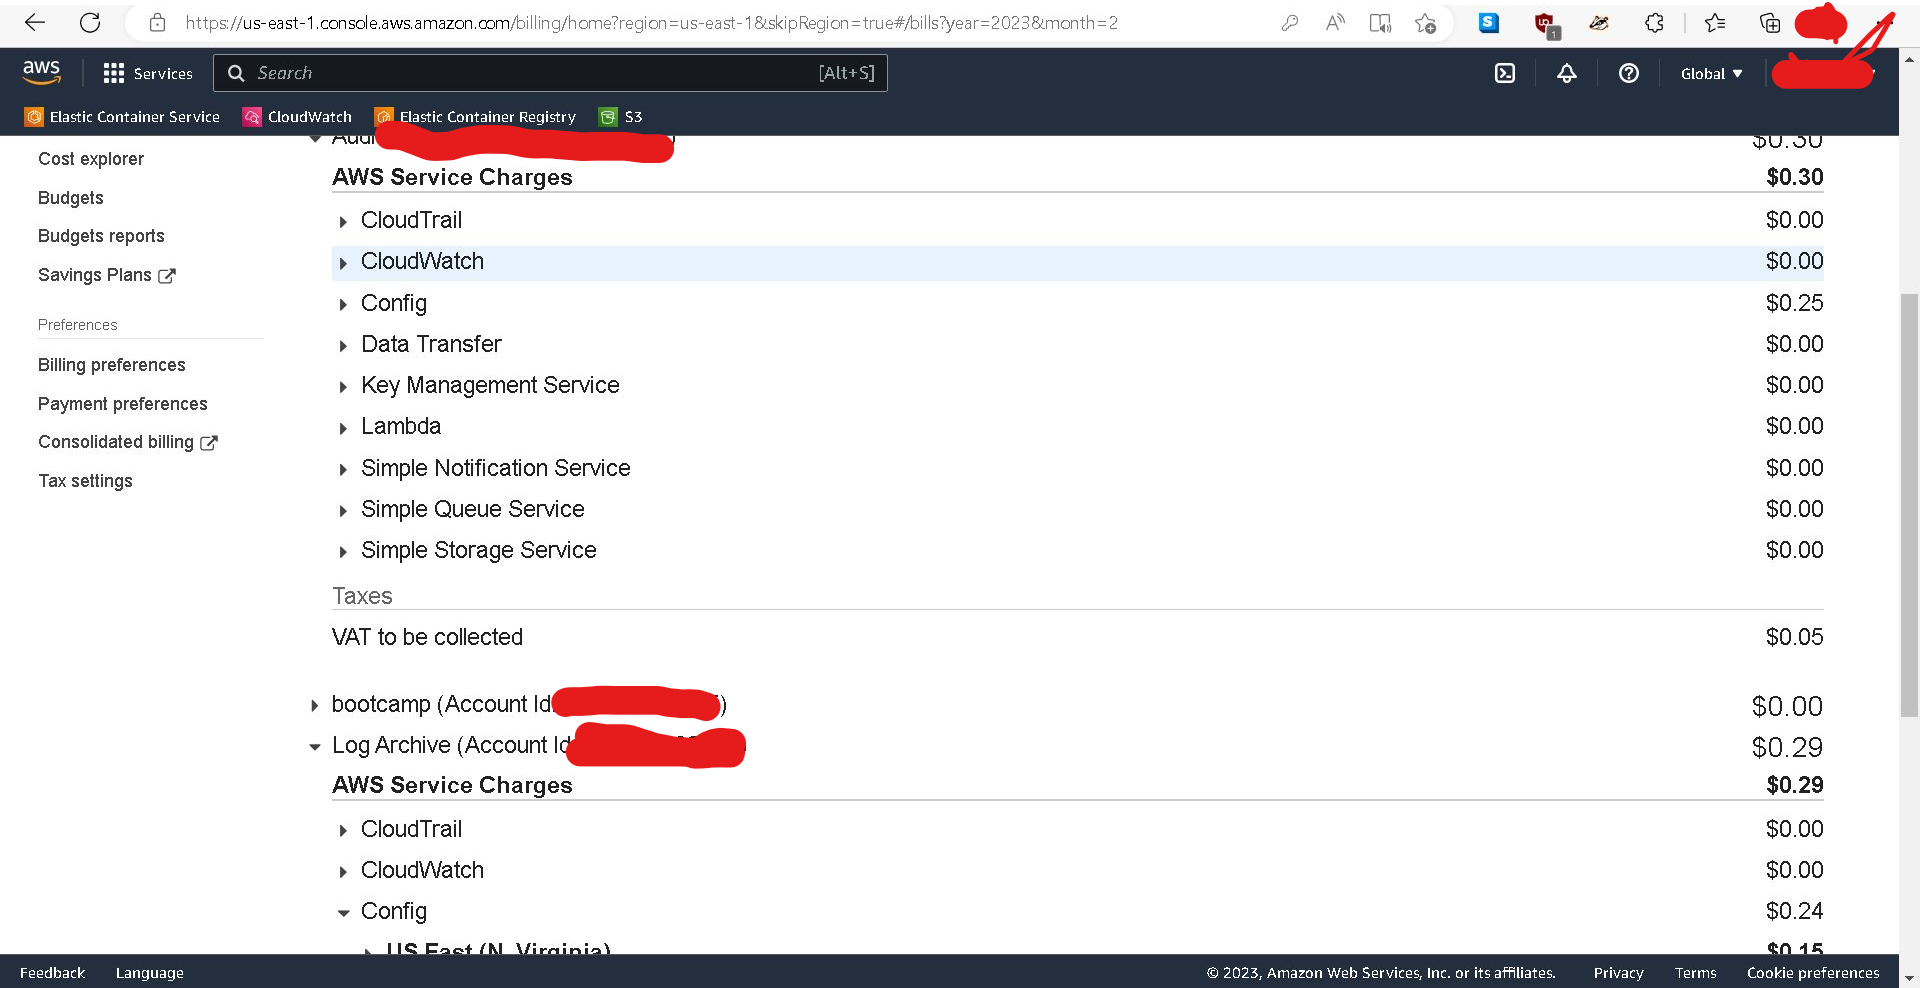 https://us-east-1.console.aws.amazon.com/billing/home?region=us-east-1&skipRegion=true#/bills?year=2023&month=2
aws Services Search [Alt+S] Global
Elastic Container Service CloudWatch Elastic Container Registry S3
$0.30
Cost explorer
AWS Service Charges $0.30
Budgets
CloudTrail $0.00
Budgets reports
CloudWatch $0.00
Savings Plans
Config $0.25
Preferences
Data Transfer $0.00
Billing preferences
Key Management Service $0.00
Payment preferences
Lambda $0.00
Consolidated billing
Simple Notification Service $0.00
Tax settings
Simple Queue Service $0.00
Simple Storage Service $0.00
Taxes
VAT to be collected $0.05
bootcamp (Account Id ) $0.00
Log Archive (Account Id $0.29
AWS Service Charges $0.29
CloudTrail $0.00
CloudWatch $0.00
Config $0.24
US East (N. Virginia) $0.15
Feedback Language © 2023, Amazon Web Services, Inc. or its affiliates. Privacy Terms Cookie preferences